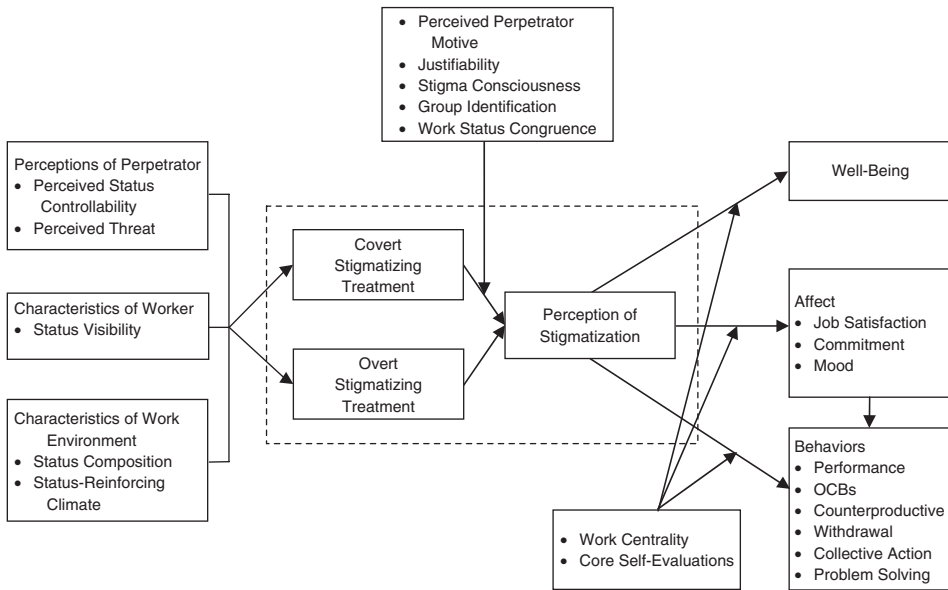 • Perceived Perpetrator
Motive
• Justifiability
• Stigma Consciousness
• Group Identification
• Work Status Congruence
Perceptions of Perpetrator
• Perceived Status
Controllability
• Perceived Threat
Characteristics of Worker
• Status Visibility
Characteristics of Work
Environment
• Status Composition
• Status-Reinforcing
Climate
Covert
Stigmatizing
Treatment
Overt
Stigmatizing
Treatment
Perception of
Stigmatization
• Work Centrality
• Core Self-Evaluations
Well-Being
Affect
• Job Satisfaction
• Commitment
• Mood
Behaviors
• Performance
• OCBs
• Counterproductive
• Withdrawal
• Collective Action
• Problem Solving